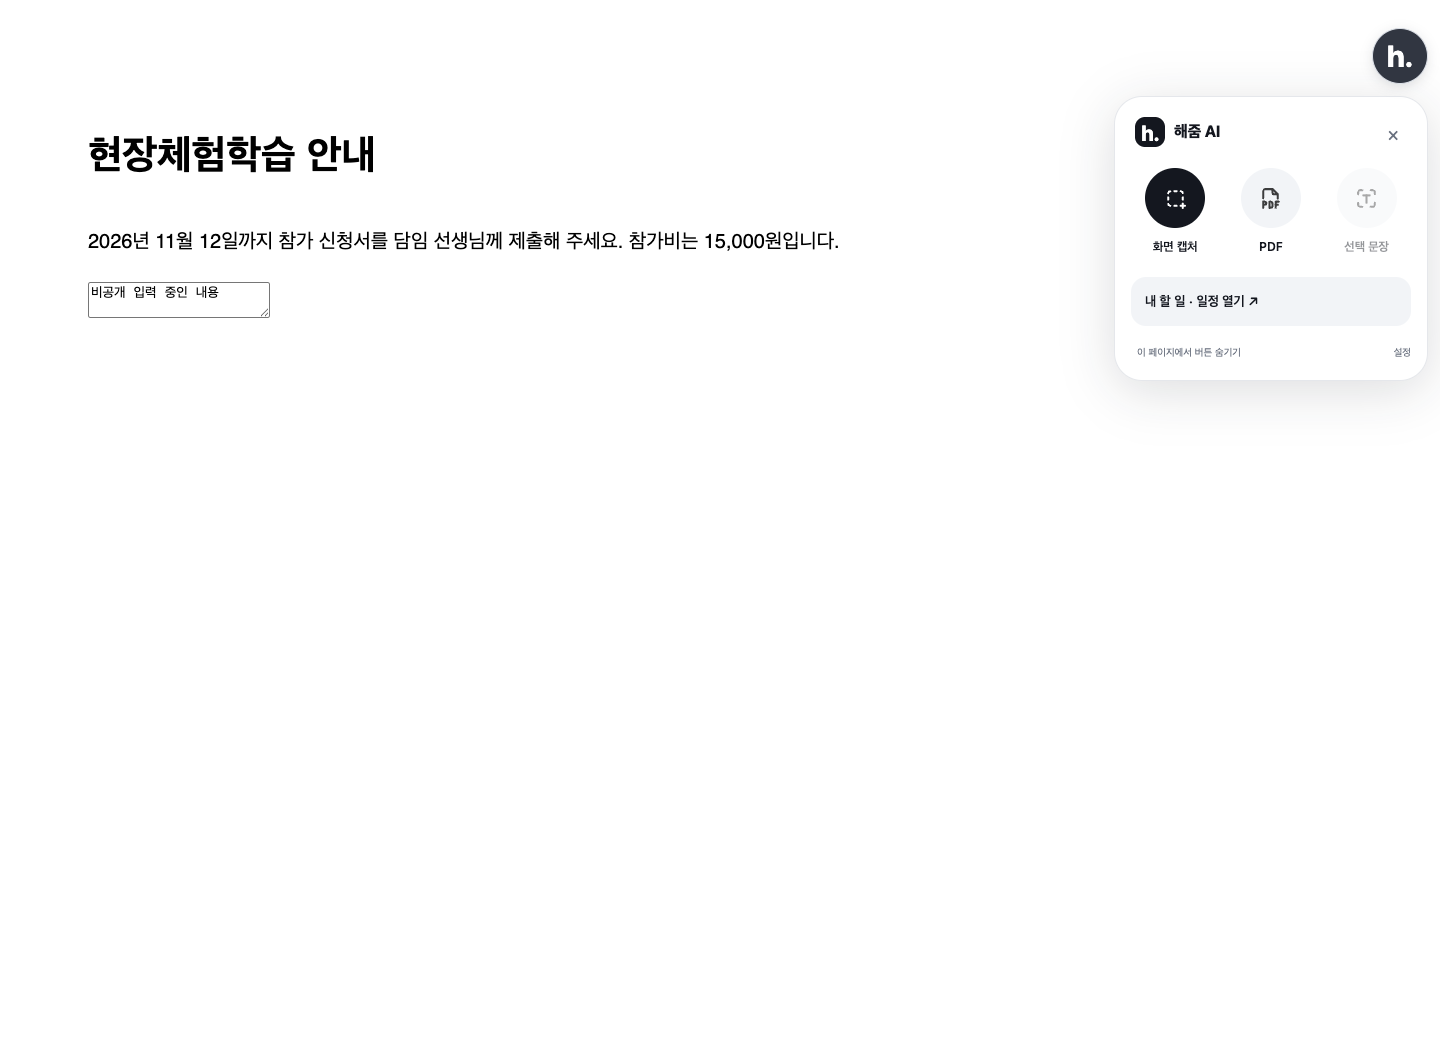 h.
h. 해줌 AI ×
현장체험학습 안내
화면 캡처 PDF 선택 문장
2026년 11월 12일까지 참가 신청서를 담임 선생님께 제출해 주세요. 참가비는 15,000원입니다.
비공개 입력 중인 내용
내 할 일 · 일정 열기 ↗
이 페이지에서 버튼 숨기기 설정